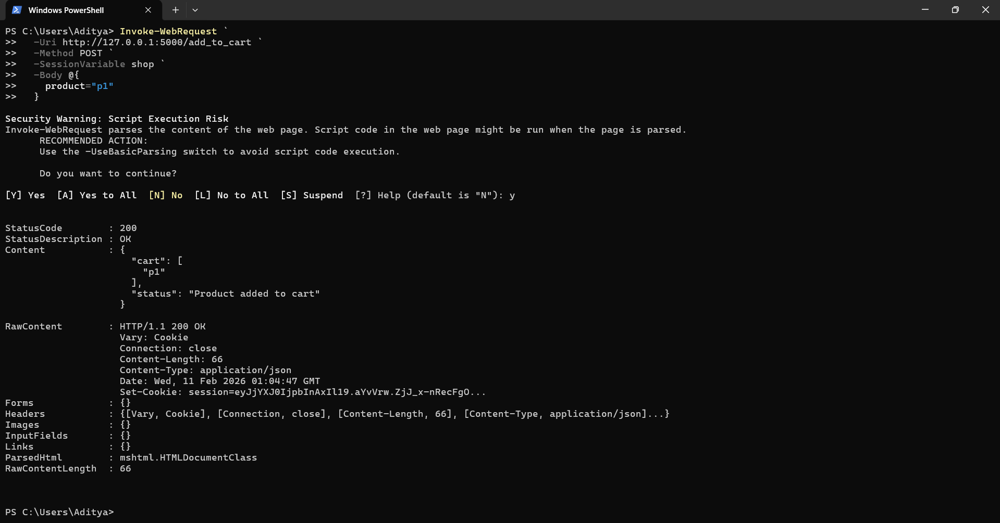 Windows PowerShell
PS C:\Users\Aditya> Invoke-WebRequest `
>>   -Uri http://127.0.0.1:5000/add_to_cart `
>>   -Method POST `
>>   -SessionVariable shop `
>>   -Body @{
>>     product="p1"
>>   }
Security Warning: Script Execution Risk
Invoke-WebRequest parses the content of the web page. Script code in the web page might be run when the page is parsed.
      RECOMMENDED ACTION:
      Use the -UseBasicParsing switch to avoid script code execution.
      Do you want to continue?
[Y] Yes  [A] Yes to All  [N] No  [L] No to All  [S] Suspend  [?] Help (default is "N"): y
StatusCode        : 200
StatusDescription : OK
Content           : {
                      "cart": [
                        "p1"
                      ],
                      "status": "Product added to cart"
                    }
RawContent        : HTTP/1.1 200 OK
                    Vary: Cookie
                    Connection: close
                    Content-Length: 66
                    Content-Type: application/json
                    Date: Wed, 11 Feb 2026 01:04:47 GMT
                    Set-Cookie: session=eyJjYXJ0IjpbInAxIl19.aYvVrw.ZjJ_x-nRecFgO...
Forms             : {}
Headers           : {[Vary, Cookie], [Connection, close], [Content-Length, 66], [Content-Type, application/json]...}
Images            : {}
InputFields       : {}
Links             : {}
ParsedHtml        : mshtml.HTMLDocumentClass
RawContentLength  : 66
PS C:\Users\Aditya>